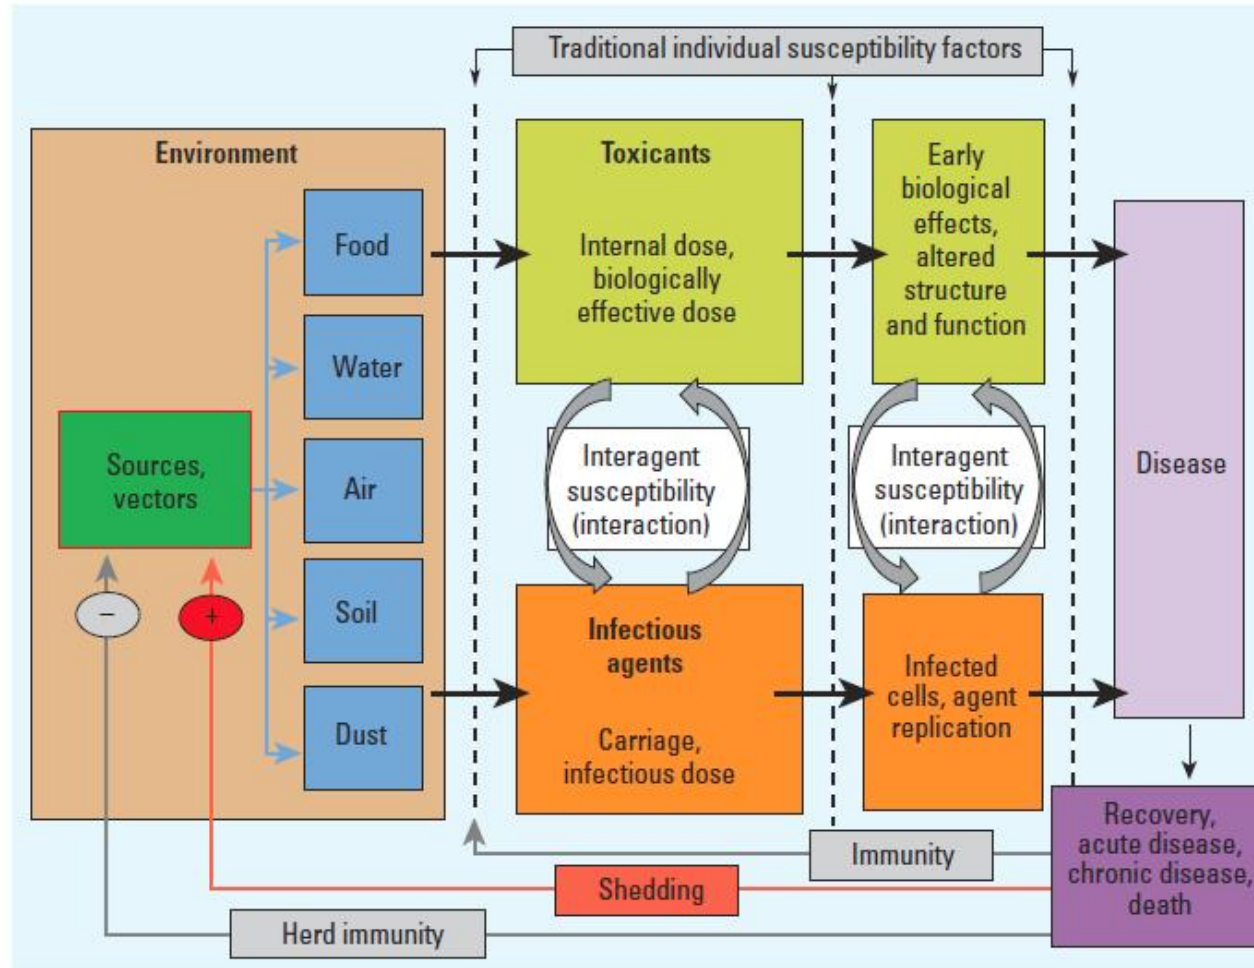 Traditional individual susceptibility factors
Environment
Food
Water
Air
Soil
Dust
Sources,
vectors
−
+
Toxicants
Internal dose,
biologically
effective dose
Early
biological
effects,
altered
structure
and function
Interagent
susceptibility
(interaction)
Interagent
susceptibility
(interaction)
Infectious
agents
Carriage,
infectious dose
Infected
cells, agent
replication
Disease
Recovery,
acute disease,
chronic disease,
death
Immunity
Shedding
Herd immunity